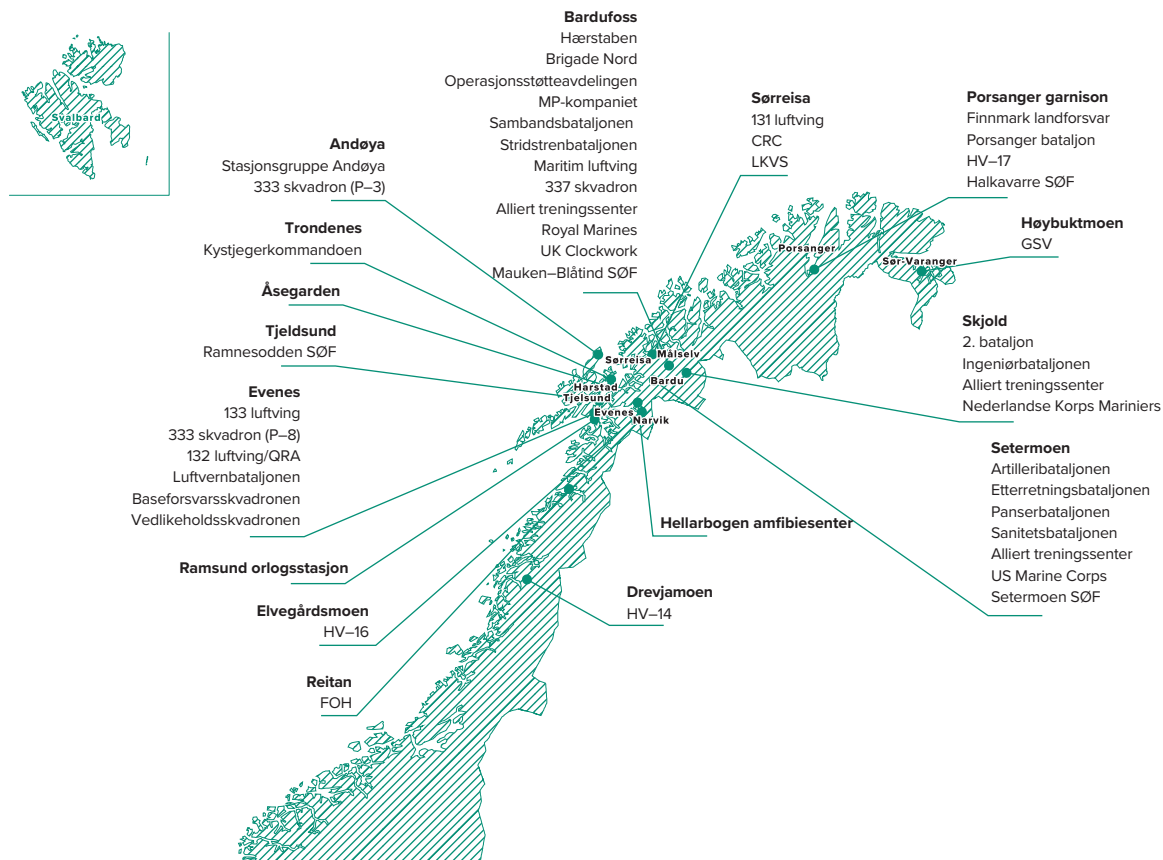 Svalbard
Bardufoss
Hærstaben
Brigade Nord
Operasjonsstøtteavdelingen
MP-kompaniet
Sambandsbataljonen
Stridstrenbataljonen
Maritim luftving
337 skvadron
Alliert treningssenter
Royal Marines
UK Clockwork
Mauken–Blåtind SØF
Sørreisa
131 luftving
CRC
LKVS
Porsanger garnison
Finnmark landforsvar
Porsanger bataljon
HV–17
Halkavarre SØF
Andøya
Stasjonsgruppe Andøya
333 skvadron (P–3)
Trondenes
Kystjegerkommandoen
Høybuktmoen
GSV
Åsegarden
Tjeldsund
Ramnesodden SØF
Skjold
2. bataljon
Ingeniørbataljonen
Alliert treningssenter
Nederlandse Korps Mariniers
Porsanger
Sør-Varanger
Sørreisa
Målselv
Bardu
Harstad
Tjelsund
Evenes
Narvik
Evenes
133 luftving
333 skvadron (P–8)
132 luftving/QRA
Luftvernbataljonen
Baseforsvarsskvadronen
Vedlikeholdsskvadronen
Setermoen
Artilleribataljonen
Etterretningsbataljonen
Panserbataljonen
Sanitetsbataljonen
Alliert treningssenter
US Marine Corps
Setermoen SØF
Hellarbogen amfibiesenter
Ramsund orlogsstasjon
Elvegårdsmoen
HV–16
Drevjamoen
HV–14
Reitan
FOH